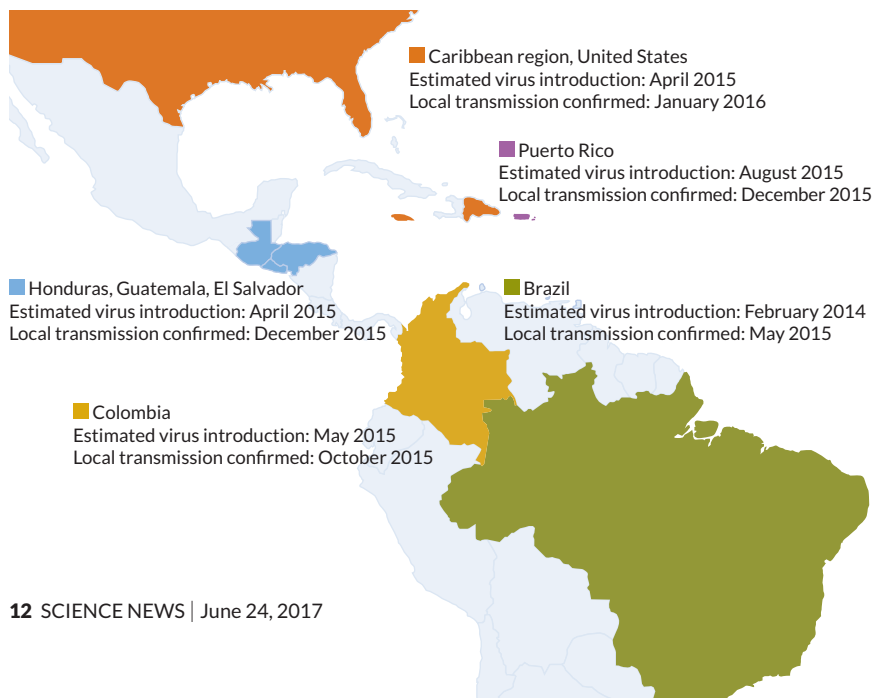 Caribbean region, United States
Estimated virus introduction: April 2015
Local transmission confirmed: January 2016
Puerto Rico
Estimated virus introduction: August 2015
Local transmission confirmed: December 2015
Honduras, Guatemala, El Salvador
Estimated virus introduction: April 2015
Local transmission confirmed: December 2015
Brazil
Estimated virus introduction: February 2014
Local transmission confirmed: May 2015
Colombia
Estimated virus introduction: May 2015
Local transmission confirmed: October 2015
12 SCIENCE NEWS | June 24, 2017